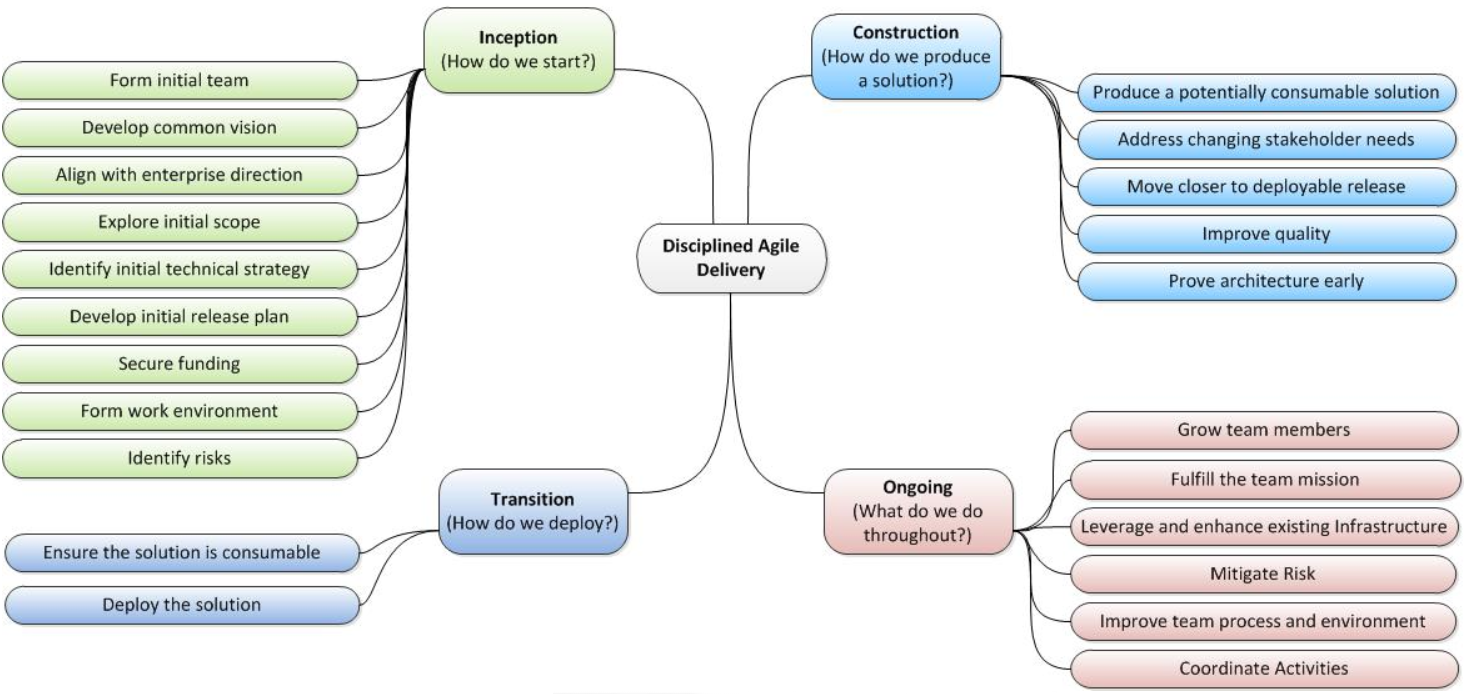 Inception
(How do we start?)
Form initial team
Develop common vision
Align with enterprise direction
Explore initial scope
Identify initial technical strategy
Develop initial release plan
Secure funding
Form work environment
Identify risks
Construction
(How do we produce
a solution?)
Produce a potentially consumable solution
Address changing stakeholder needs
Move closer to deployable release
Improve quality
Prove architecture early
Disciplined Agile
Delivery
Transition
(How do we deploy?)
Ensure the solution is consumable
Deploy the solution
Ongoing
(What do we do
throughout?)
Grow team members
Fulfill the team mission
Leverage and enhance existing Infrastructure
Mitigate Risk
Improve team process and environment
Coordinate Activities